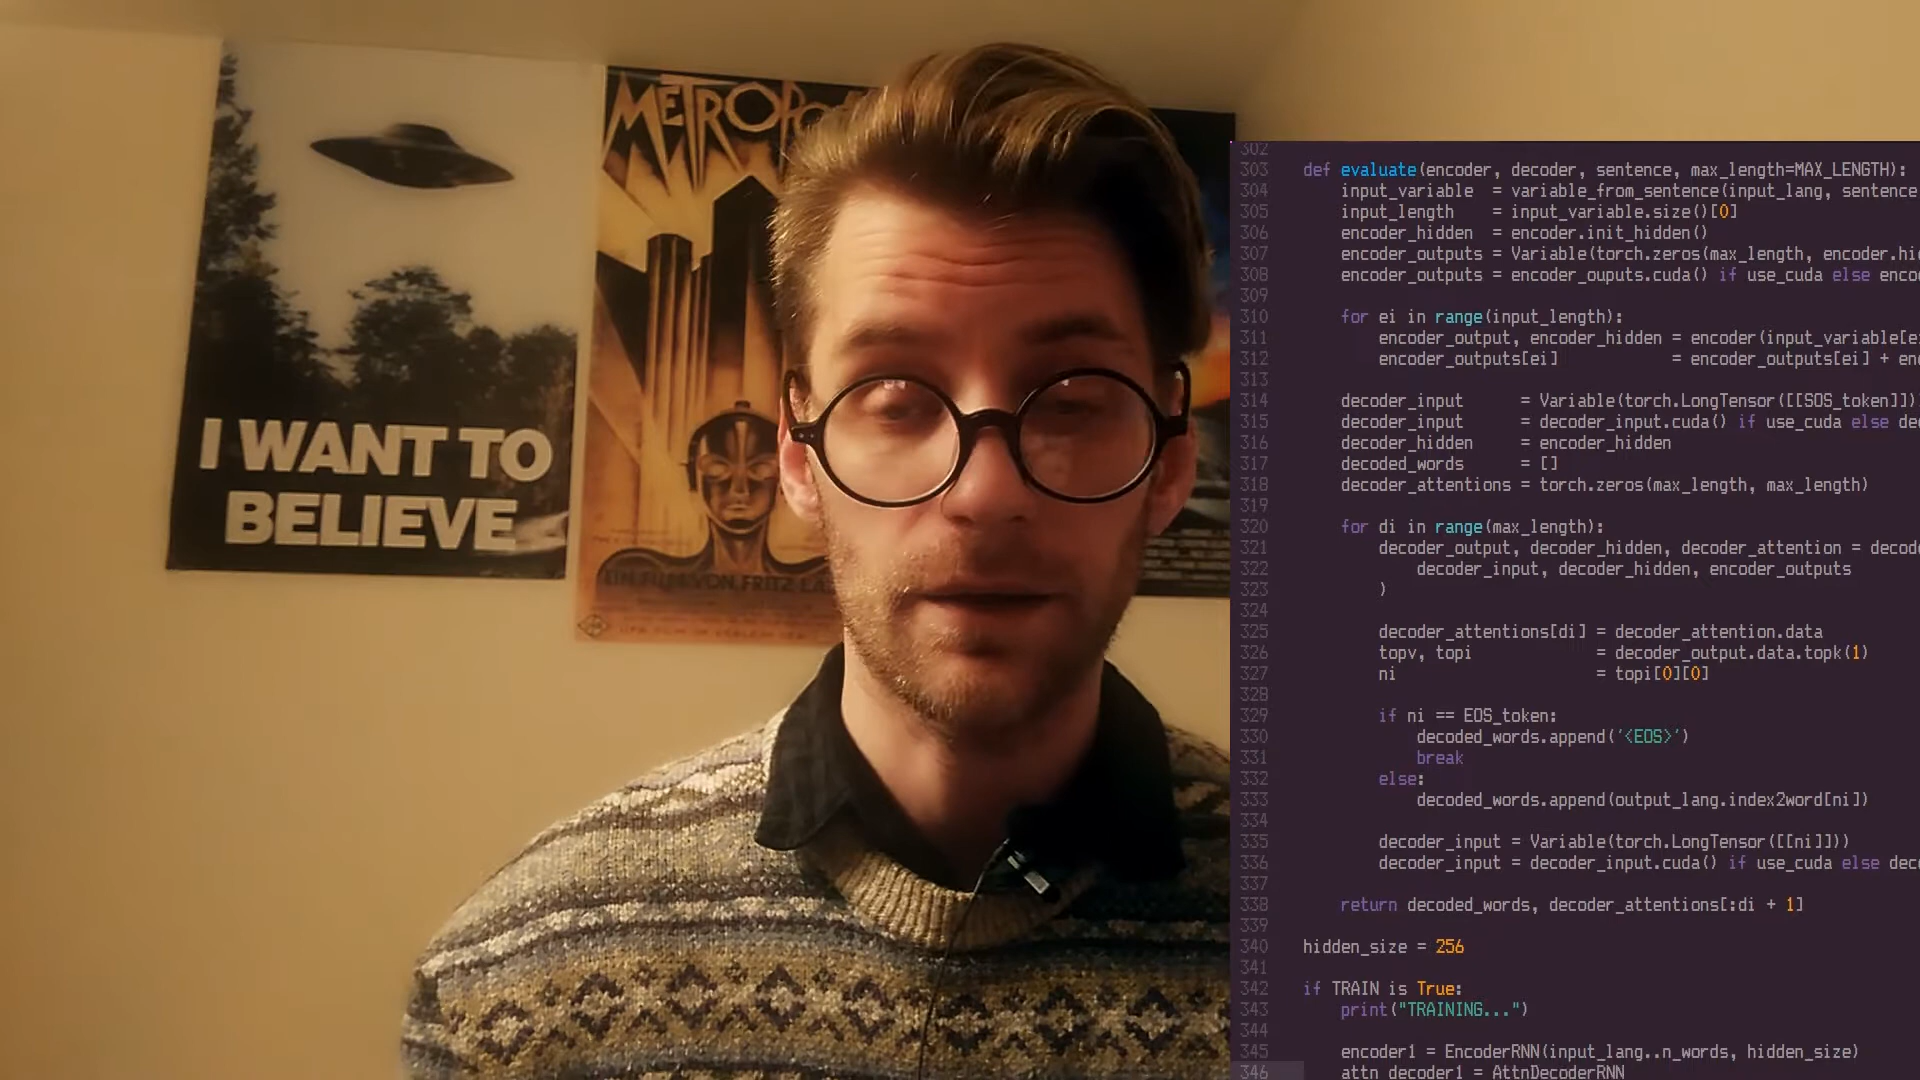 I WANT TO
BELIEVE
METROPO
EIN FILM VON FRITZ LA
302
303 def evaluate(encoder, decoder, sentence, max_length=MAX_LENGTH):
304 input_variable = variable_from_sentence(input_lang, sentence
305 input_length = input_variable.size()[0]
306 encoder_hidden = encoder.init_hidden()
307 encoder_outputs = Variable(torch.zeros(max_length, encoder.hi
308 encoder_outputs = encoder_ouputs.cuda() if use_cuda else enco
309
310 for ei in range(input_length):
311 encoder_output, encoder_hidden = encoder(input_variable[e
312 encoder_outputs[ei] = encoder_outputs[ei] + en
313
314 decoder_input = Variable(torch.LongTensor([[SOS_token]])
315 decoder_input = decoder_input.cuda() if use_cuda else de
316 decoder_hidden = encoder_hidden
317 decoded_words = []
318 decoder_attentions = torch.zeros(max_length, max_length)
319
320 for di in range(max_length):
321 decoder_output, decoder_hidden, decoder_attention = decod
322 decoder_input, decoder_hidden, encoder_outputs
323 )
324
325 decoder_attentions[di] = decoder_attention.data
326 topv, topi = decoder_output.data.topk(1)
327 ni = topi[0][0]
328
329 if ni == EOS_token:
330 decoded_words.append('<EOS>')
331 break
332 else:
333 decoded_words.append(output_lang.index2word[ni])
334
335 decoder_input = Variable(torch.LongTensor([[ni]]))
336 decoder_input = decoder_input.cuda() if use_cuda else dec
337
338 return decoded_words, decoder_attentions[:di + 1]
339
340 hidden_size = 256
341
342 if TRAIN is True:
343 print("TRAINING...")
344
345 encoder1 = EncoderRNN(input_lang..n_words, hidden_size)
346 attn_decoder1 = AttnDecoderRNN